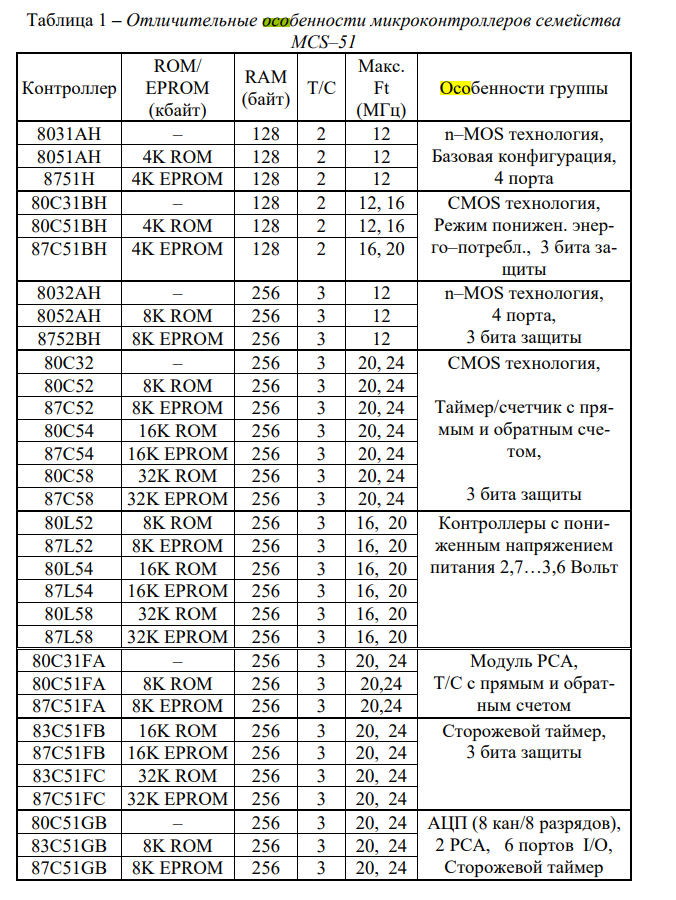 Таблица 1 – Отличительные особенности микроконтроллеров семейства
MCS–51
Контроллер ROM/ EPROM (кбайт) RAM (байт) T/C Макс. Ft (МГц) Особенности группы
8031AH – 128 2 12 n–MOS технология,
8051AH 4K ROM 128 2 12 Базовая конфигурация,
8751H 4K EPROM 128 2 12 4 порта
80C31BH – 128 2 12, 16 CMOS технология,
80C51BH 4K ROM 128 2 12, 16 Режим понижен. энер-
87C51BH 4K EPROM 128 2 16, 20 го–потребл., 3 бита за-
щиты
8032AH – 256 3 12 n–MOS технология,
8052AH 8K ROM 256 3 12 4 порта,
8752BH 8K EPROM 256 3 12 3 бита защиты
80C32 – 256 3 20, 24 CMOS технология,
80C52 8K ROM 256 3 20, 24
87C52 8K EPROM 256 3 20, 24 Таймер/счетчик с пря-
80C54 16K ROM 256 3 20, 24 мым и обратным сче-
87C54 16K EPROM 256 3 20, 24 том,
80C58 32K ROM 256 3 20, 24
87C58 32K EPROM 256 3 20, 24 3 бита защиты
80L52 8K ROM 256 3 16, 20 Контроллеры с пони-
87L52 8K EPROM 256 3 16, 20 женным напряжением
80L54 16K ROM 256 3 16, 20 питания 2,7…3,6 Вольт
87L54 16K EPROM 256 3 16, 20
80L58 32K ROM 256 3 16, 20
87L58 32K EPROM 256 3 16, 20
80C31FA – 256 3 20, 24 Модуль PCA,
80C51FA 8K ROM 256 3 20,24 T/C с прямым и обрат-
87C51FA 8K EPROM 256 3 20,24 ным счетом
83C51FB 16K ROM 256 3 20, 24 Сторожевой таймер,
87C51FB 16K EPROM 256 3 20, 24 3 бита защиты
83C51FC 32K ROM 256 3 20, 24
87C51FC 32K EPROM 256 3 20, 24
80C51GB – 256 3 20, 24 АЦП (8 кан/8 разрядов),
83C51GB 8K ROM 256 3 20, 24 2 PCA, 6 портов I/O,
87C51GB 8K EPROM 256 3 20, 24 Сторожевой таймер